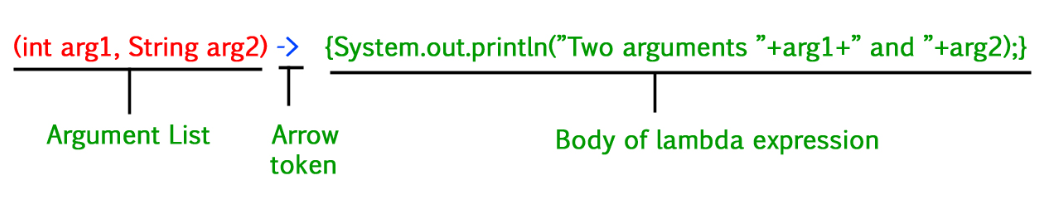 (int arg1, String arg2) -> {System.out.println(”Two arguments ”+arg1+” and ”+arg2);}
Argument List
Arrow
token
Body of lambda expression